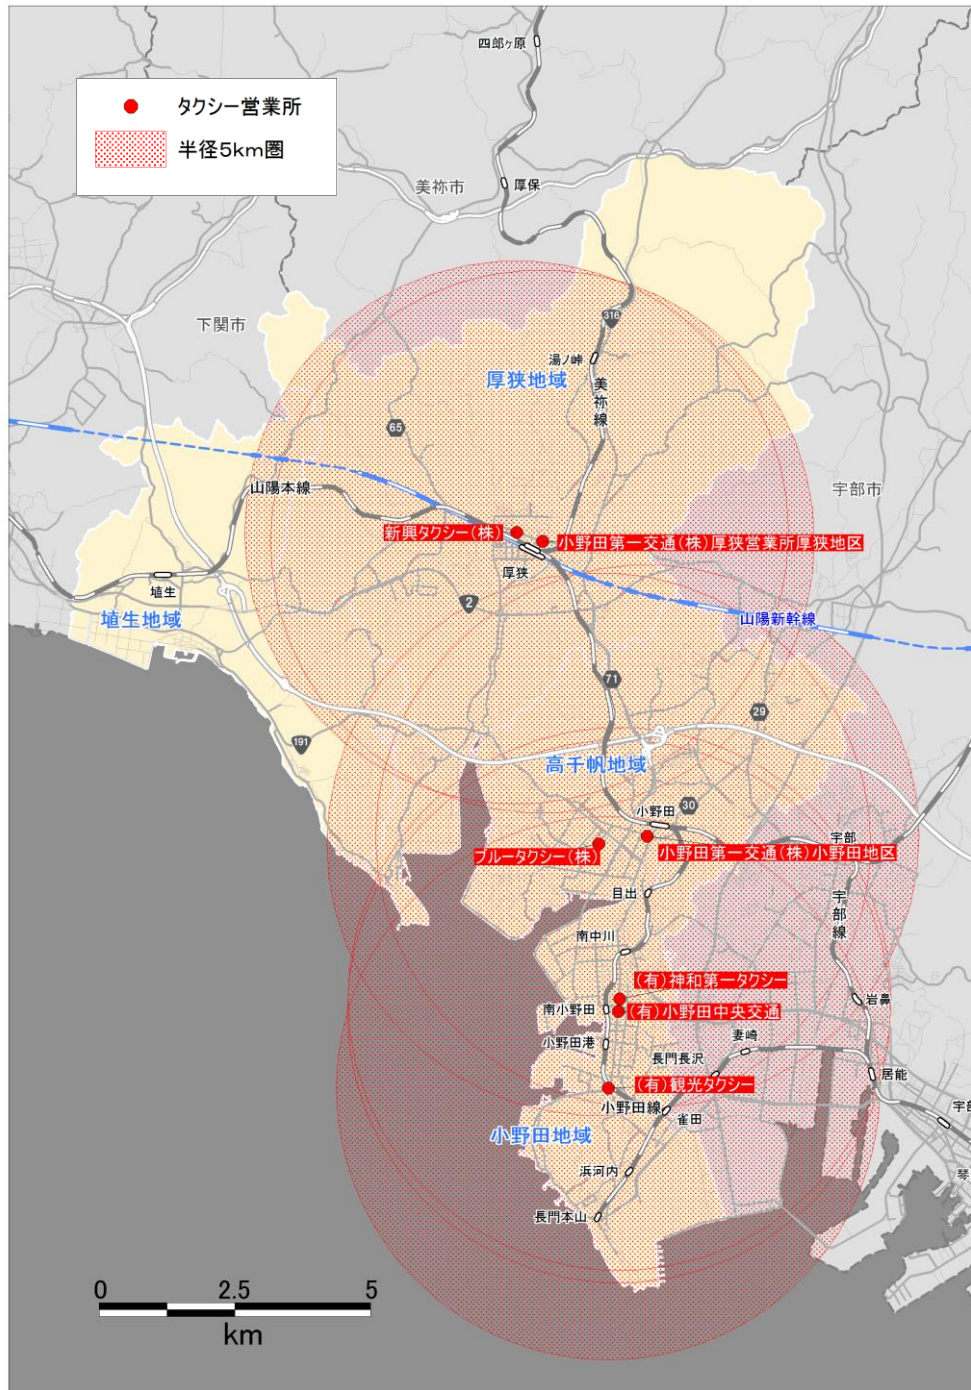 四郎ヶ原
タクシー営業所
半径5km圏
美祢市
厚保
下関市
316
湯ノ峠
厚狭地域
美祢線
65
山陽本線
宇部市
新興タクシー(株)
小野田第一交通(株)厚狭営業所厚狭地区
厚狭
埴生
2
埴生地域
山陽新幹線
71
29
191
高千帆地域
30
小野田
宇部
ブルータクシー(株)
小野田第一交通(株)小野田地区
目出
宇部線
南中川
(有)神和第一タクシー
岩鼻
南小野田
(有)小野田中央交通
妻崎
小野田港
長門長沢
居能
(有)観光タクシー
小野田線
雀田
宇部
小野田地域
浜河内
琴
長門本山
0
2.5
5
km